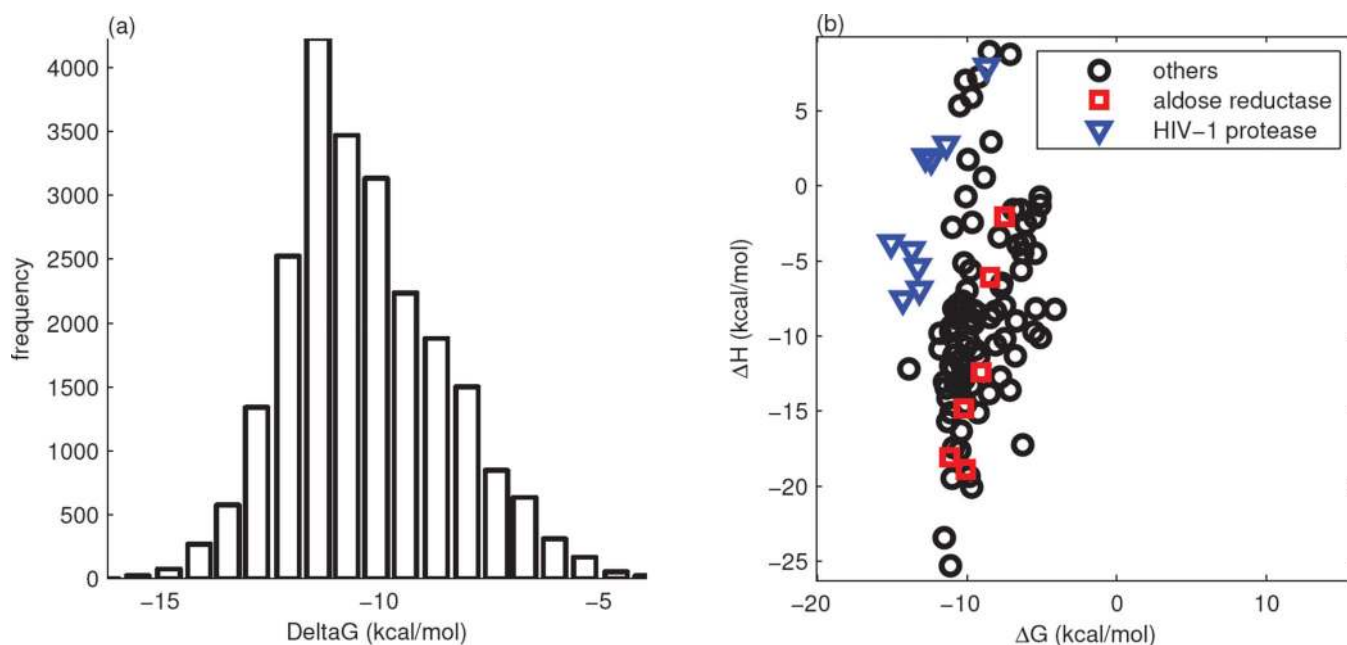 (a)
4000
3500
3000
2500
2000
1500
1000
500
0
frequency
−15
−10
−5
DeltaG (kcal/mol)
(b)
others
aldose reductase
HIV−1 protease
5
0
−5
−10
−15
−20
−25
ΔH (kcal/mol)
−20
−10
0
10
ΔG (kcal/mol)